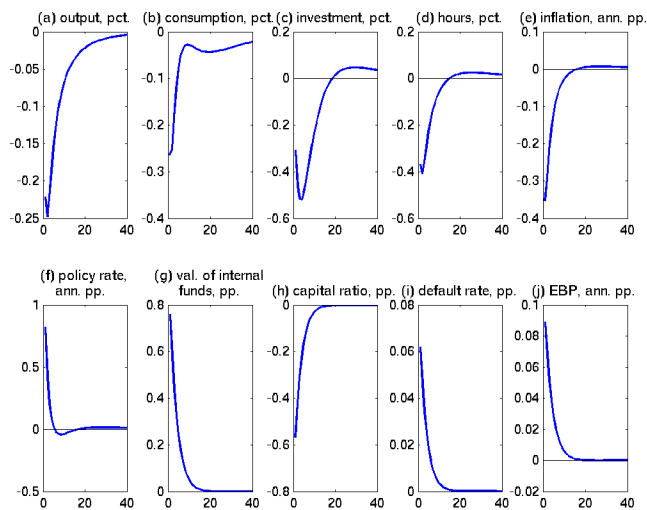 (a) output, pct. (b) consumption, pct. (c) investment, pct. (d) hours, pct. (e) inflation, ann. pp.
0 0 0.2 0.2 0.1
-0.05 -0.1 0 0 0
-0.1 -0.1
-0.15 -0.2 -0.2 -0.2 -0.2
-0.2 -0.3 -0.4 -0.4 -0.3
-0.25 -0.4 -0.6 -0.6 -0.4
0 20 40 0 20 40 0 20 40 0 20 40 0 20 40
(f) policy rate, (g) val. of internal
ann. pp. funds, pp. (h) capital ratio, pp. (i) default rate, pp. (j) EBP, ann. pp.
1 0.8 0 0.08 0.1
0.08
0.5 0.6 -0.2 0.06 0.06
0.4 -0.4 0.04 0.04
0 0.2 -0.6 0.02 0.02
0
-0.5 0 -0.8 0 -0.02
0 20 40 0 20 40 0 20 40 0 20 40 0 20 40